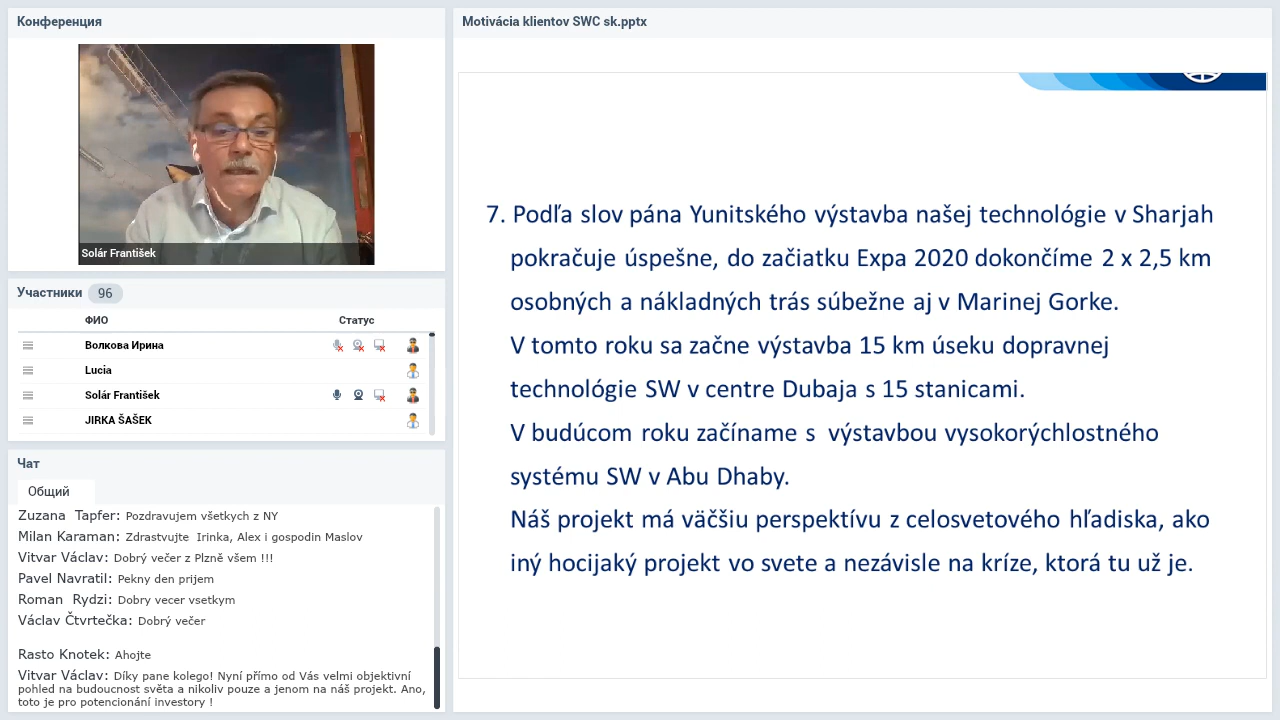 Конференция
Solár František
Участники 96
ФИО Статус
Волкова Ирина
Lucia
Solár František
JIRKA ŠAŠEK
Чат
Общий
Zuzana Tapfer: Pozdravujem všetkych z NY
Milan Karaman: Zdrastvujte Irinka, Alex i gospodin Maslov
Vitvar Václav: Dobrý večer z Plzně všem !!!
Pavel Navratil: Pekny den prijem
Roman Rydzi: Dobry vecer vsetkym
Václav Čtvrtečka: Dobrý večer
Rasto Knotek: Ahojte
Vitvar Václav: Díky pane kolego! Nyní přímo od Vás velmi objektivní
pohled na budoucnost světa a nikoliv pouze a jenom na náš projekt. Ano,
toto je pro potencionání investory !
Motivácia klientov SWC sk.pptx
7. Podľa slov pána Yunitského výstavba našej technológie v Sharjah
pokračuje úspešne, do začiatku Expa 2020 dokončíme 2 x 2,5 km
osobných a nákladných trás súbežne aj v Marinej Gorke.
V tomto roku sa začne výstavba 15 km úseku dopravnej
technológie SW v centre Dubaja s 15 stanicami.
V budúcom roku začíname s výstavbou vysokorýchlostného
systému SW v Abu Dhaby.
Náš projekt má väčšiu perspektívu z celosvetového hľadiska, ako
iný hocijaký projekt vo svete a nezávisle na kríze, ktorá tu už je.